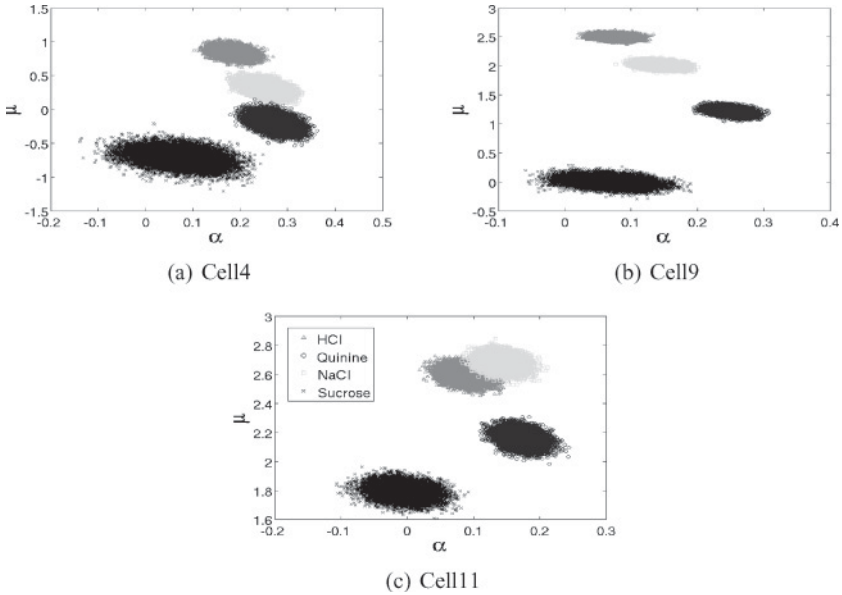 1.5
1
0.5
0
-0.5
-1
-1.5
μ
-0.2 -0.1 0 0.1 0.2 0.3 0.4 0.5
α
(a) Cell4
3
2.5
2
1.5
1
0.5
0
-0.5
μ
-0.1 0 0.1 0.2 0.3 0.4
α
(b) Cell9
3
2.8
2.6
2.4
2.2
2
1.8
1.6
μ
HCl
Quinine
NaCl
Sucrose
-0.2 -0.1 0 0.1 0.2 0.3
α
(c) Cell11